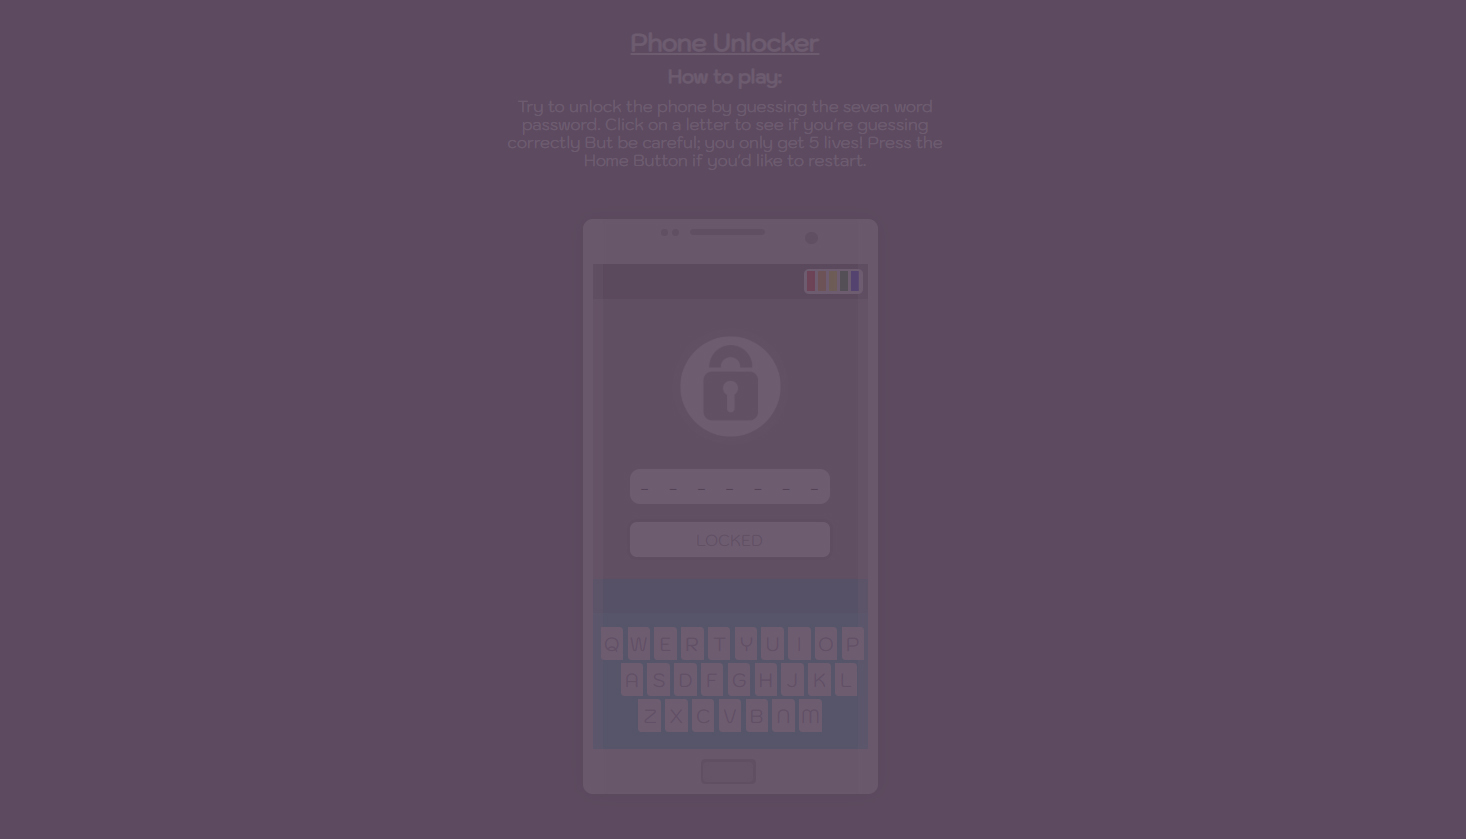 Phone Unlocker
How to play:
Try to unlock the phone by guessing the seven word
password. Click on a letter to see if you're guessing
correctly But be careful; you only get 5 lives! Press the
Home Button if you'd like to restart.
_ _ _ _ _ _ _
LOCKED
Q W E R T Y U I O P
A S D F G H J K L
Z X C V B N M